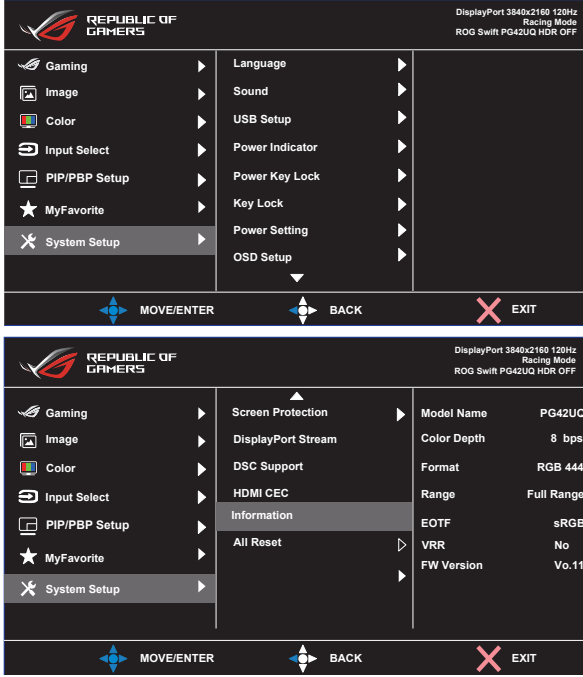 REPUBLIC OF
GAMERS
DisplayPort 3840x2160 120Hz
Racing Mode
ROG Swift PG42UQ HDR OFF
Gaming
Image
Color
Input Select
PIP/PBP Setup
MyFavorite
System Setup
Language
Sound
USB Setup
Power Indicator
Power Key Lock
Key Lock
Power Setting
OSD Setup
MOVE/ENTER
BACK
EXIT
REPUBLIC OF
GAMERS
DisplayPort 3840x2160 120Hz
Racing Mode
ROG Swift PG42UQ HDR OFF
Gaming
Image
Color
Input Select
PIP/PBP Setup
MyFavorite
System Setup
Screen Protection
DisplayPort Stream
DSC Support
HDMI CEC
Information
All Reset
Model Name PG42UQ
Color Depth 8 bps
Format RGB 444
Range Full Range
EOTF sRGB
VRR No
FW Version Vo.11
MOVE/ENTER
BACK
EXIT